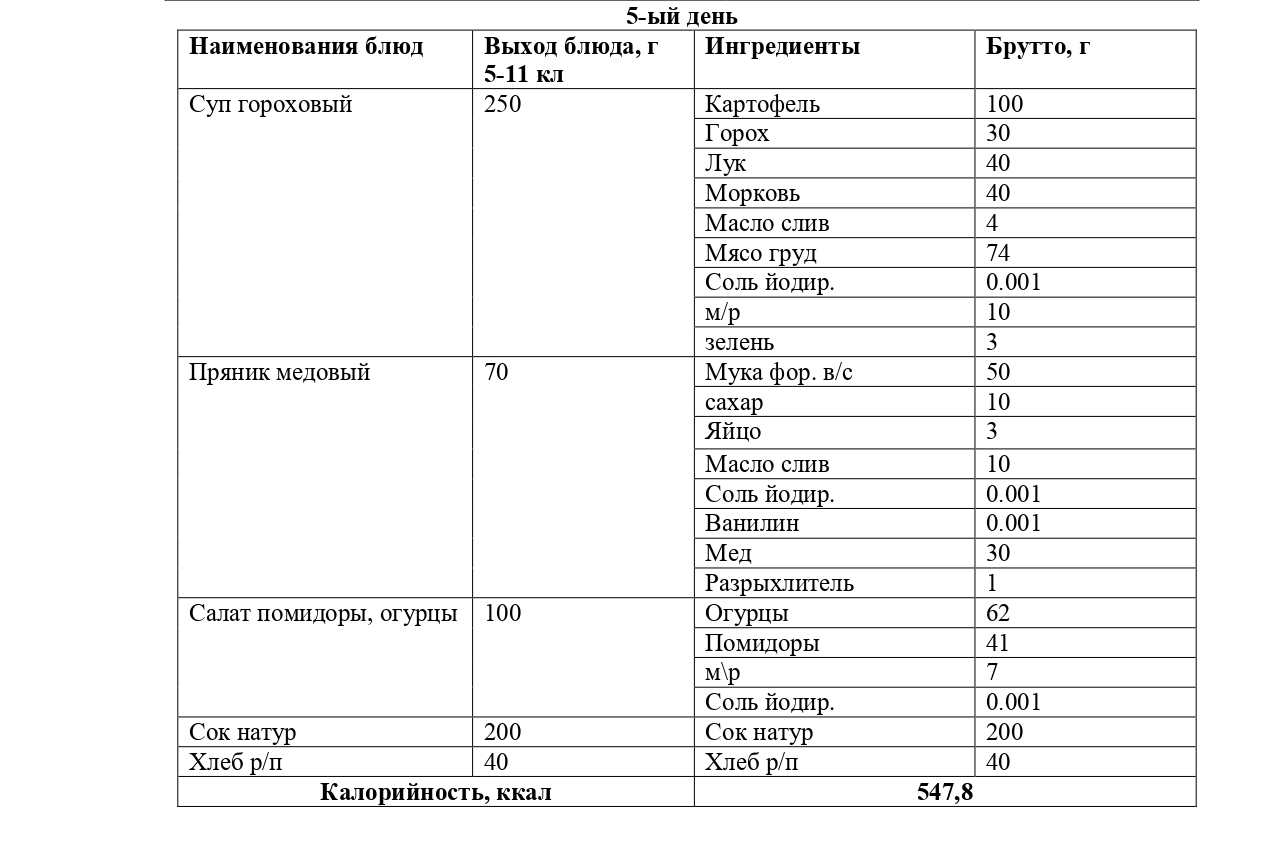 5-ый день
Наименования блюд Выход блюда, г Ингредиенты Брутто, г
5-11 кл
Суп гороховый 250 Картофель 100
Горох 30
Лук 40
Морковь 40
Масло слив 4
Мясо груд 74
Соль йодир. 0.001
м/р 10
зелень 3
Пряник медовый 70 Мука фор. в/с 50
сахар 10
Яйцо 3
Масло слив 10
Соль йодир. 0.001
Ванилин 0.001
Мед 30
Разрыхлитель 1
Салат помидоры, огурцы 100 Огурцы 62
Помидоры 41
м\р 7
Соль йодир. 0.001
Сок натур 200 Сок натур 200
Хлеб р/п 40 Хлеб р/п 40
Калорийность, ккал 547,8